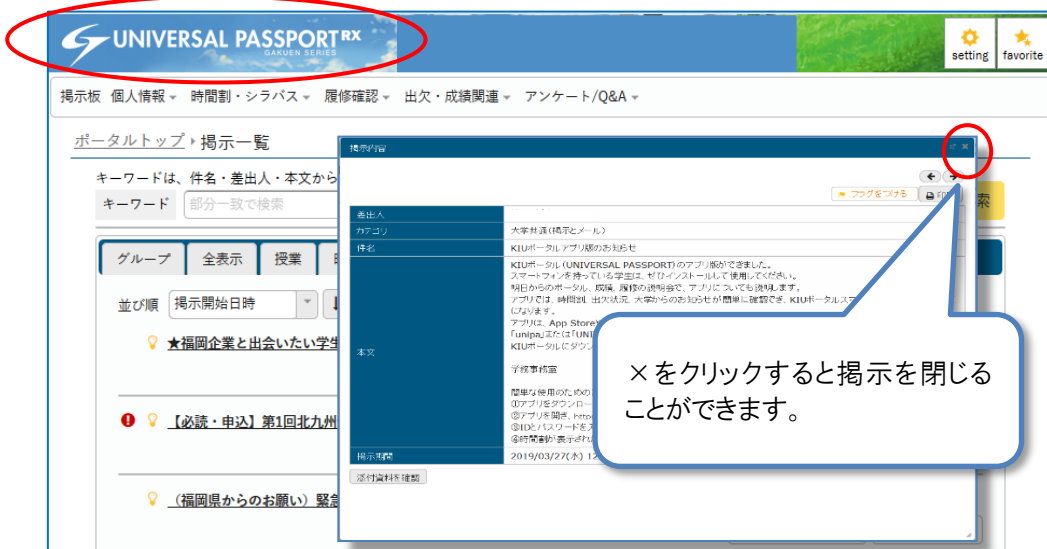 UNIVERSAL PASSPORT RX
GAKUEN SERIES
setting
favorite
掲示板 個人情報 時間割・シラバス 履修確認 出欠・成績関連 アンケート/Q&A
ポータルトップ 掲示一覧
キーワードは、件名・差出人・本文から
キーワード 部分一致で検索
索
グループ 全表示 授業
並び順 掲示開始日時
★福岡企業と出会いたい学生
【必読・申込】第1回北九州
（福岡県からのお願い）緊急
掲示内容
フラグをつける
差出人
カテゴリ 大学共通(掲示とメール)
件名 KIUポータルアプリ版のお知らせ
本文
KIUポータル(UNIVERSAL PASSPORT)のアプリ版ができました。
スマートフォンを持っている学生は、ぜひインストールして使用してください。
明日からのポータル、成績、履修の説明会で、アプリについても説明します。
アプリでは、時間割、出欠状況、大学からのお知らせが簡単に確認でき、KIUポータルスマ
になります。
アプリは、App Store
「unipa」または「UNI
KIUポータルにダウン
学務事務室
簡単な使用のための
①アプリをダウンロー
②アプリを開き、http
③IDとパスワードを入
④時間割が表示され
掲示期間 2019/03/27(木) 12
添付資料を確認
×をクリックすると掲示を閉じる
ことができます。